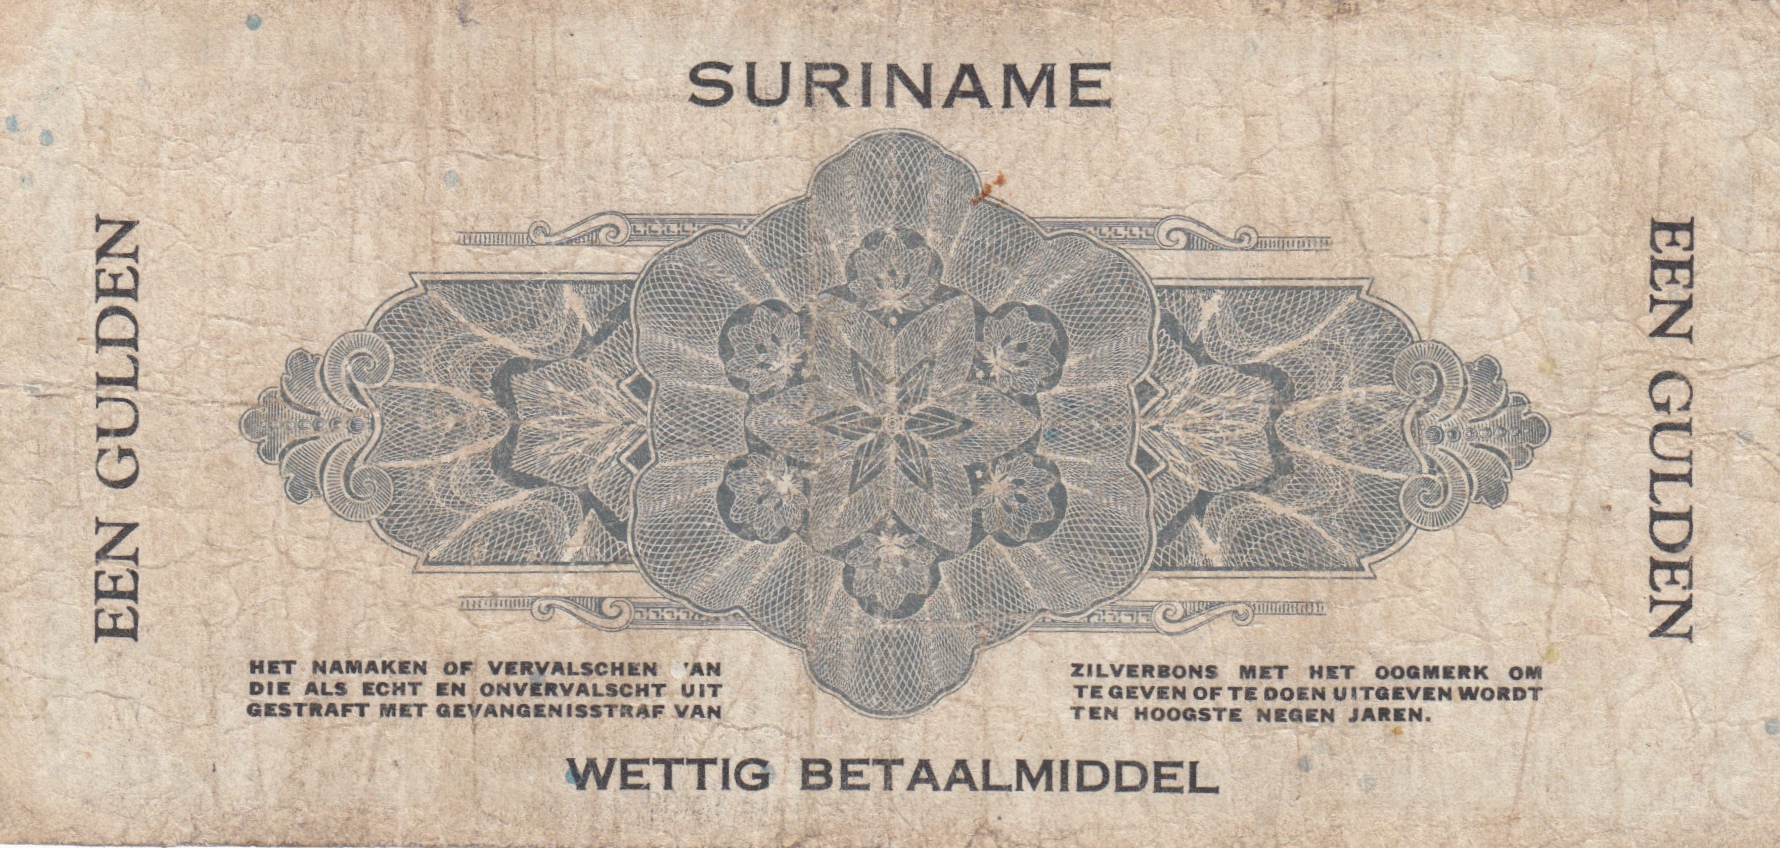 SURINAME
EEN GULDEN
EEN GULDEN
HET NAMAKEN OF VERVALSCHEN VAN
DIE ALS ECHT EN ONVERVALSCHT UIT
GESTRAFT MET GEVANGENISSTRAF VAN
ZILVERBONS MET HET OOGMERK OM
TE GEVEN OF TE DOEN UITGEVEN WORDT
TEN HOOGSTE NEGEN JAREN.
WETTIG BETAALMIDDEL